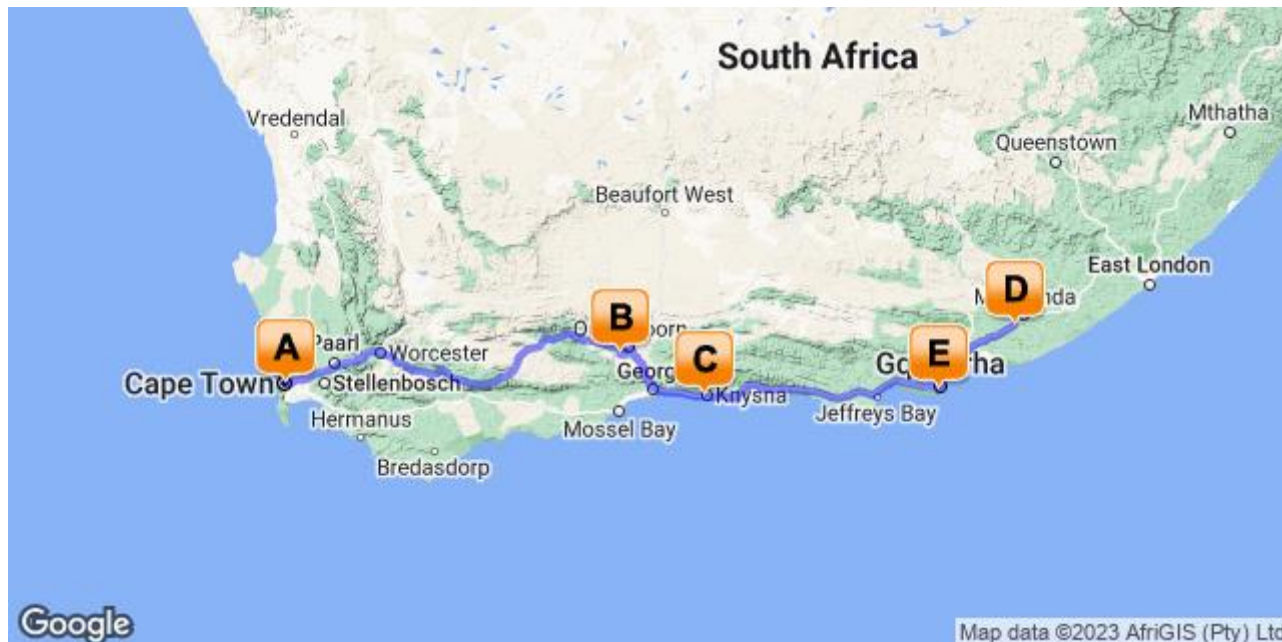 South Africa
Vredendal
Mthatha
Queenstown
Beaufort West
East London
D
B
A
Paarl
Worcester
C
E
Cape Town
Stellenbosch
Knysna
Jeffreys Bay
Hermanus
Mossel Bay
Bredasdorp
Google
Map data ©2023 AfriGIS (Pty) Ltd